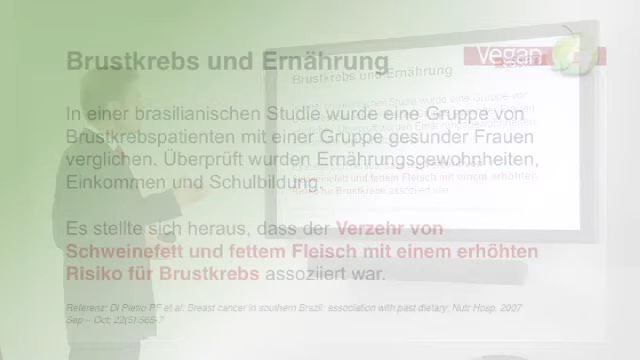 Brustkrebs und Ernährung
Vegan
Brustkrebs und Ernährung
In einer brasilianischen Studie wurde eine Gruppe von
Brustkrebspatienten mit einer Gruppe gesunder Frauen
verglichen. Überprüft wurden Ernährungsgewohnheiten,
Einkommen und Schulbildung.
Es stellte sich heraus, dass der Verzehr von
Schweinefett und fettem Fleisch mit einem erhöhten
Risiko für Brustkrebs assoziiert war.
Referenz: Di Pietro PF et al. Breast cancer in southern Brazil: association with past dietary; Nutr Hosp. 2007
Sep – Oct; 22(5):565-7